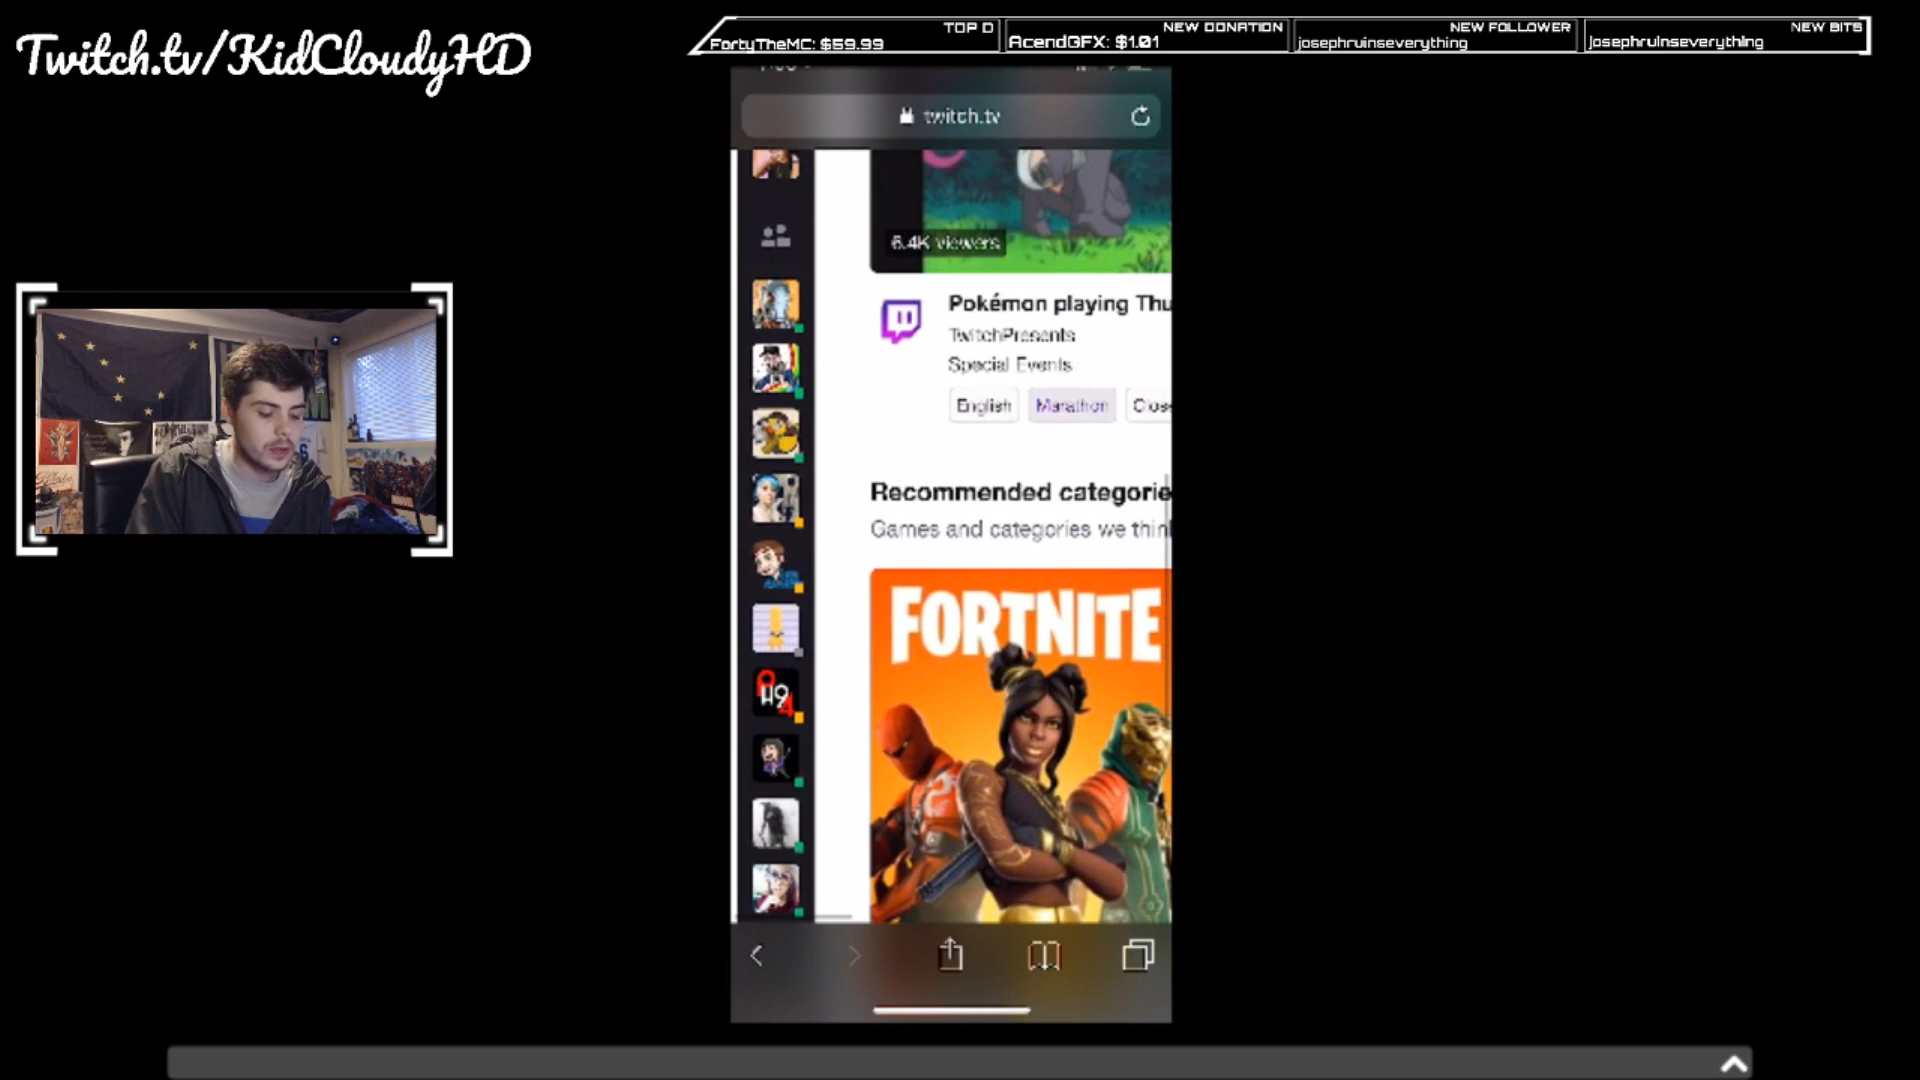 Twitch.tv/KidCloudyHD
TOP D
FortyTheMC: $59.99
NEW DONATION
AcendGFX: $1.01
NEW FOLLOWER
josephruinseverything
NEW BITS
josephruinseverything
twitch.tv
6.4K viewers
Pokémon playing Thu
TwitchPresents
Special Events
English Marathon Close
Recommended categorie
Games and categories we thin
FORTNITE
MARVEL